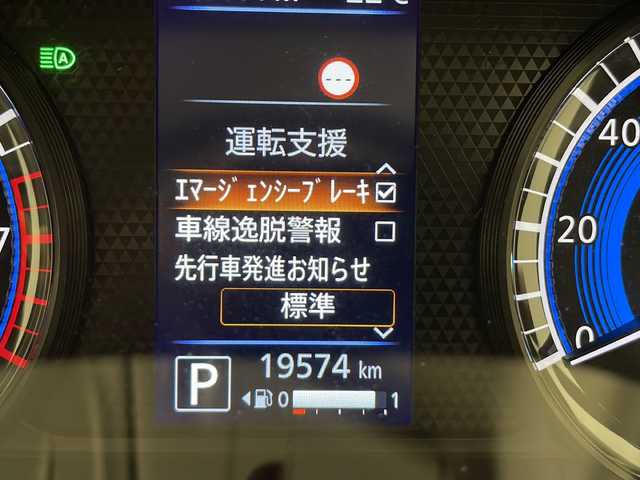 A
---
運転支援
ｴﾏｰｼﾞｪﾝｼｰﾌﾞﾚｰｷ
車線逸脱警報
先行車発進お知らせ
標準
P
19574 km
0 1
40
20
0
7